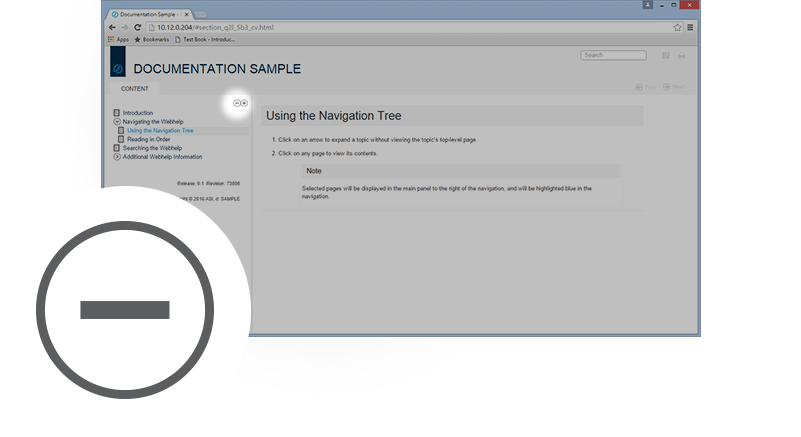 Documentation Sample -
10.12.0.204/#section_q2l_5b3_cv.html
Apps Bookmarks Test Book - Introduc...
Search
DOCUMENTATION SAMPLE
CONTENT
Prev Next
Introduction
Navigating the Webhelp
Using the Navigation Tree
Reading in Order
Searching the Webhelp
Additional Webhelp Information
Release: 9.1 Revision: 73806
© 2016 ASI, d: SAMPLE
Using the Navigation Tree
1. Click on an arrow to expand a topic without viewing the topic's top-level page.
2. Click on any page to view its contents.
Note
Selected pages will be displayed in the main panel to the right of the navigation, and will be highlighted blue in the
navigation.